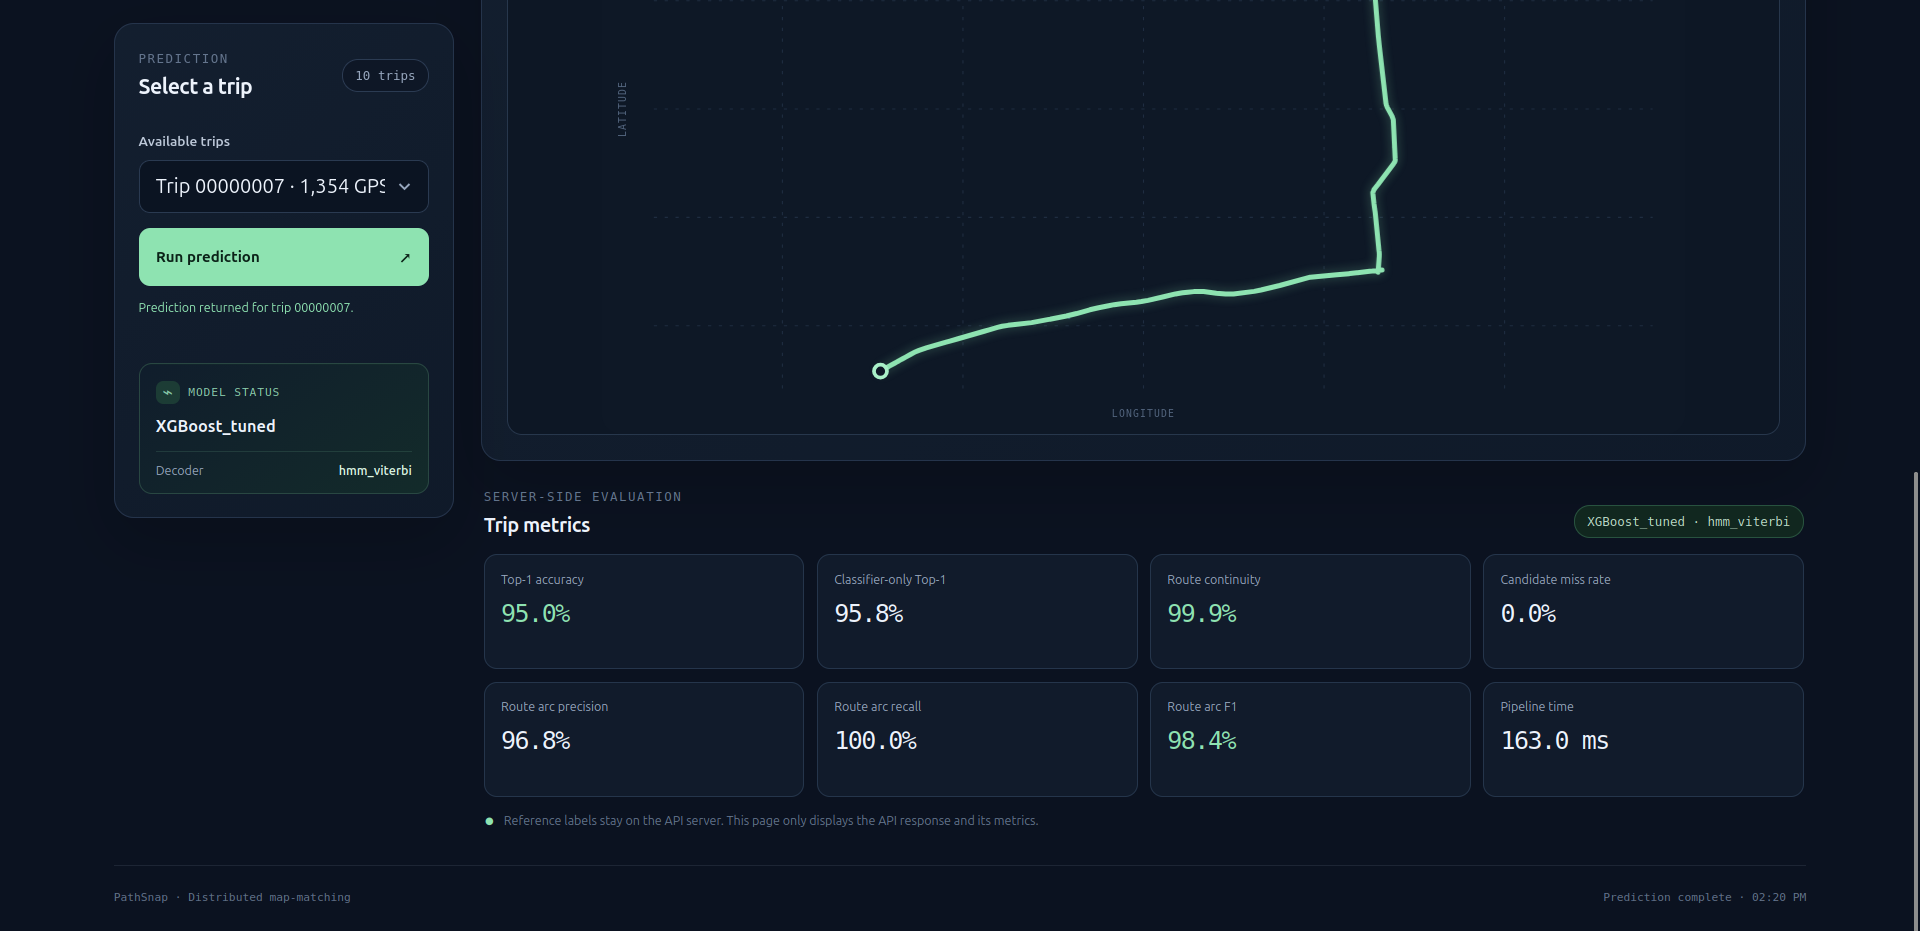 PREDICTION
Select a trip
10 trips
Available trips
Trip 00000007 · 1,354 GPS
Run prediction ↗
Prediction returned for trip 00000007.
MODEL STATUS
XGBoost_tuned
Decoder hmm_viterbi
LATITUDE
LONGITUDE
SERVER-SIDE EVALUATION
Trip metrics
XGBoost_tuned · hmm_viterbi
Top-1 accuracy
95.0%
Classifier-only Top-1
95.8%
Route continuity
99.9%
Candidate miss rate
0.0%
Route arc precision
96.8%
Route arc recall
100.0%
Route arc F1
98.4%
Pipeline time
163.0 ms
Reference labels stay on the API server. This page only displays the API response and its metrics.
PathSnap · Distributed map-matching
Prediction complete · 02:20 PM